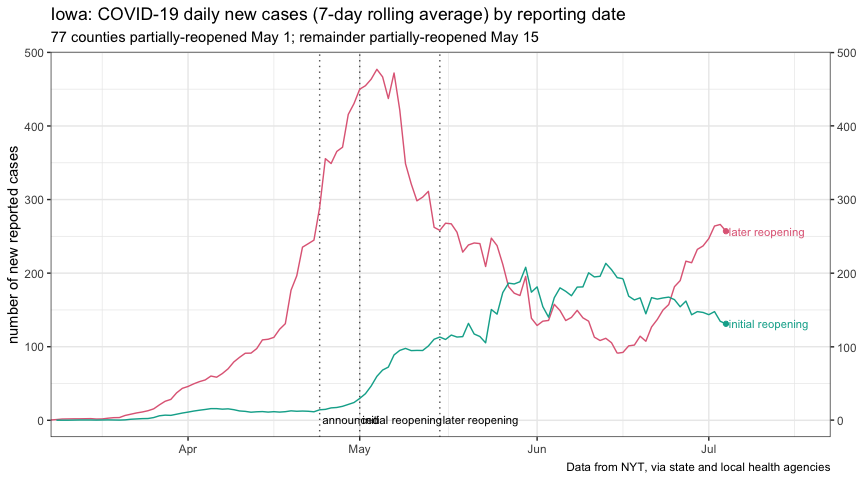 Iowa: COVID-19 daily new cases (7-day rolling average) by reporting date
77 counties partially-reopened May 1; remainder partially-reopened May 15
500 500
400 400
300 300
later reopening
200 200
initial reopening
100 100
0 0
announced initial reopening later reopening
number of new reported cases
Apr May Jun Jul
Data from NYT, via state and local health agencies